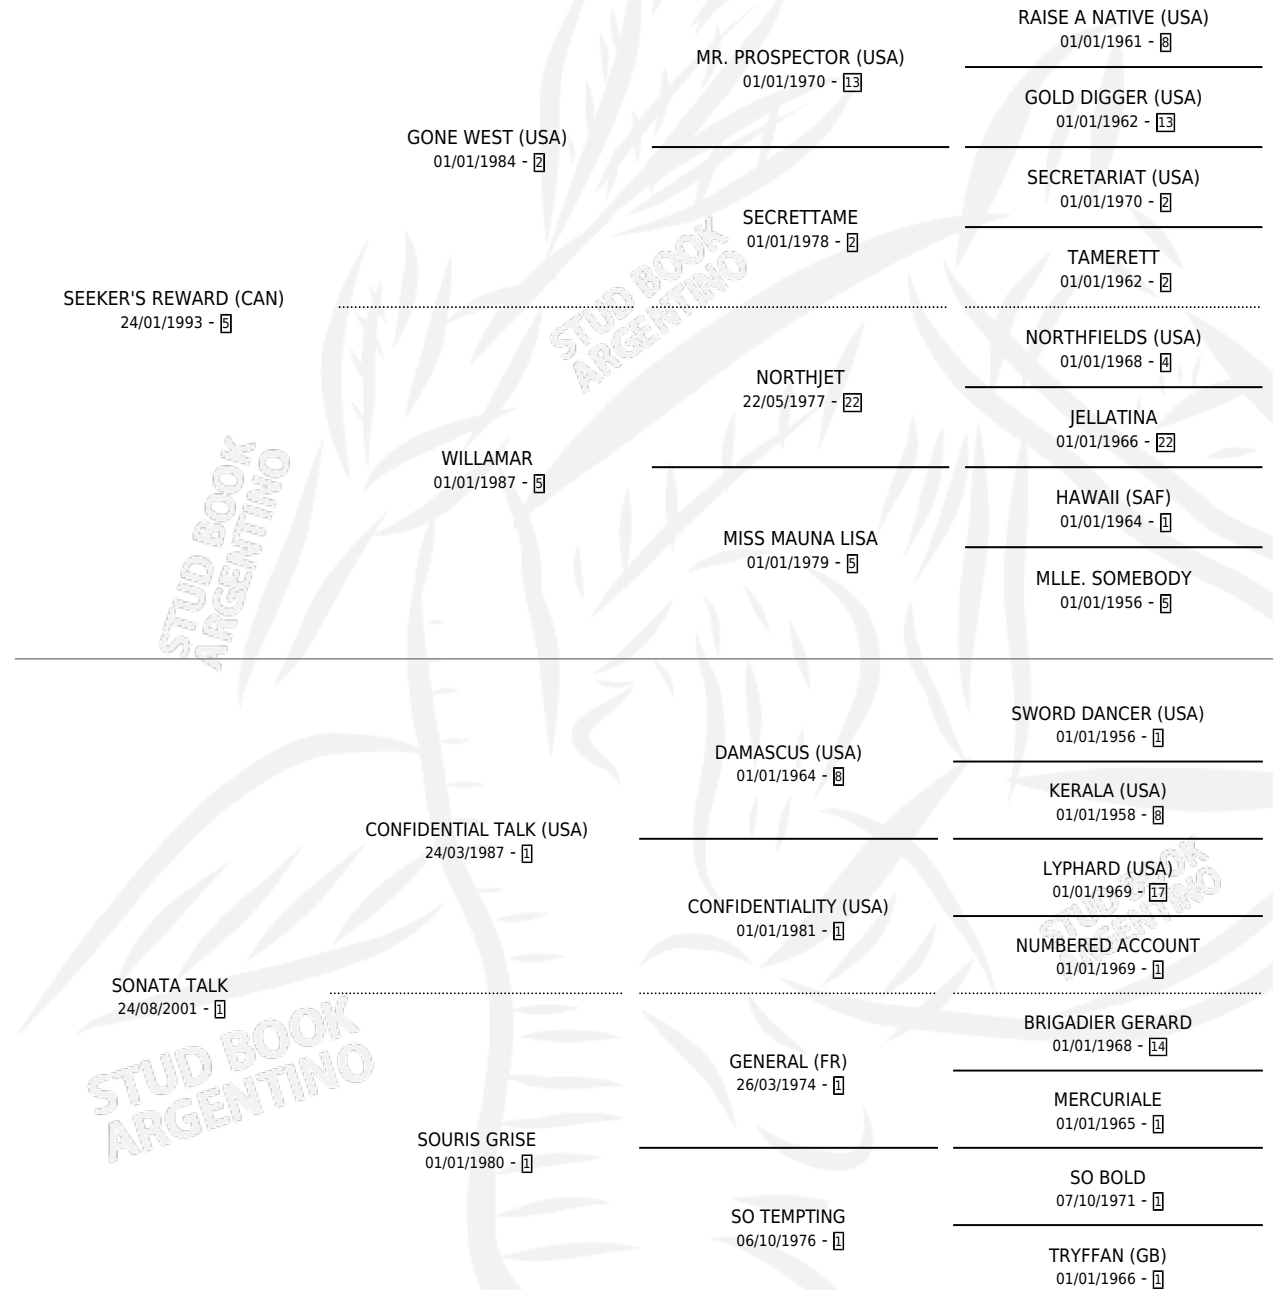 RAISE A NATIVE (USA)
01/01/1961 - 8
MR. PROSPECTOR (USA)
01/01/1970 - 13
GOLD DIGGER (USA)
01/01/1962 - 13
GONE WEST (USA)
01/01/1984 - 2
SECRETARIAT (USA)
01/01/1970 - 2
SECRETTAME
01/01/1978 - 2
TAMERETT
01/01/1962 - 2
SEEKER'S REWARD (CAN)
24/01/1993 - 5
NORTHFIELDS (USA)
01/01/1968 - 4
NORTHJET
22/05/1977 - 22
JELLATINA
01/01/1966 - 22
WILLAMAR
01/01/1987 - 5
HAWAII (SAF)
01/01/1964 - 1
MISS MAUNA LISA
01/01/1979 - 5
MLLE. SOMEBODY
01/01/1956 - 5
SWORD DANCER (USA)
01/01/1956 - 1
DAMASCUS (USA)
01/01/1964 - 8
KERALA (USA)
01/01/1958 - 8
CONFIDENTIAL TALK (USA)
24/03/1987 - 1
LYPHARD (USA)
01/01/1969 - 17
CONFIDENTIALITY (USA)
01/01/1981 - 1
NUMBERED ACCOUNT
01/01/1969 - 1
SONATA TALK
24/08/2001 - 1
BRIGADIER GERARD
01/01/1968 - 14
GENERAL (FR)
26/03/1974 - 1
MERCURIALE
01/01/1965 - 1
SOURIS GRISE
01/01/1980 - 1
SO BOLD
07/10/1971 - 1
SO TEMPTING
06/10/1976 - 1
TRYFFAN (GB)
01/01/1966 - 1
STUD BOOK
ARGENTINO
STUD BOOK
ARGENTINO
STUD BOOK
ARGENTINO
STUD BOOK
ARGENTINO